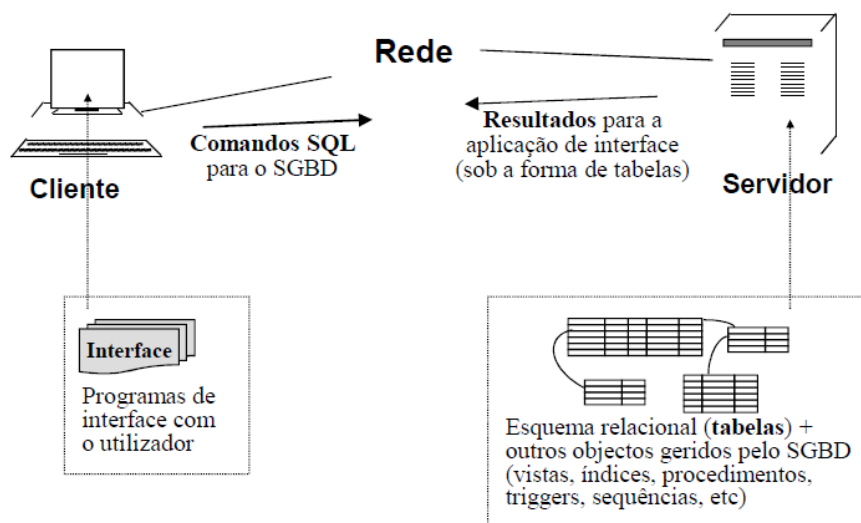 Rede
Comandos SQL
para o SGBD
Resultados para a
aplicação de interface
(sob a forma de tabelas)
Cliente
Servidor
Interface
Programas de
interface com
o utilizador
Esquema relacional (tabelas) +
outros objectos geridos pelo SGBD
(vistas, índices, procedimentos,
triggers, sequências, etc)